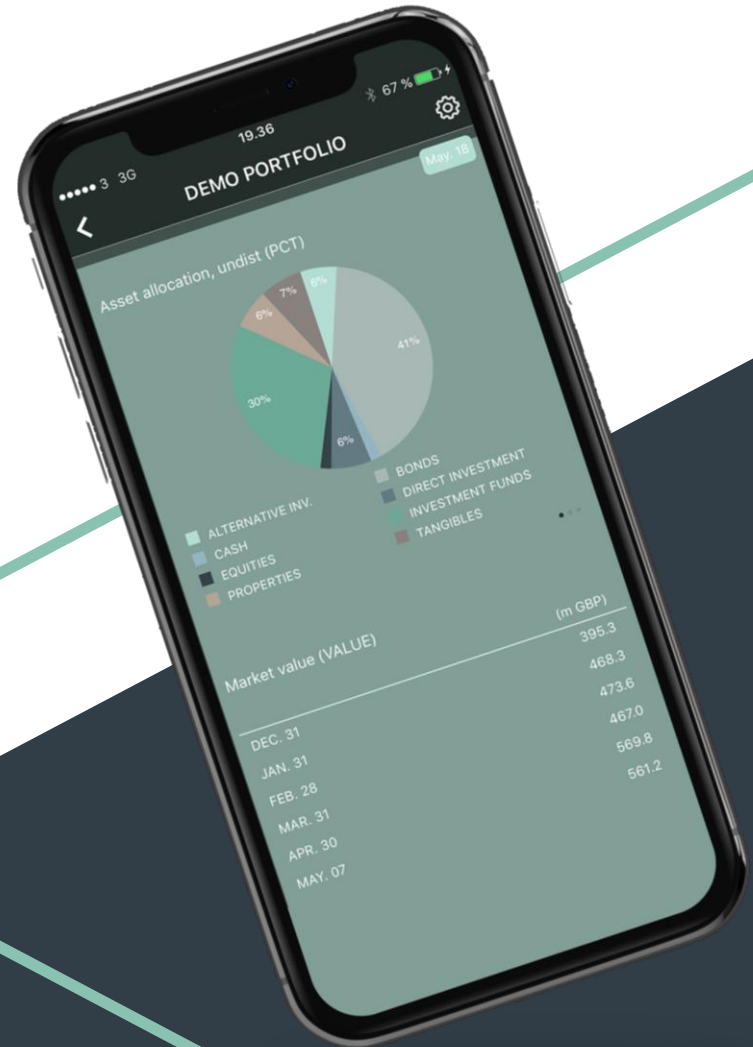 ●●●●● 3 3G 19.36 67 %
DEMO PORTFOLIO
May. 18
Asset allocation, undist (PCT)
6%
7%
6%
41%
30%
6%
ALTERNATIVE INV.
BONDS
CASH
DIRECT INVESTMENT
EQUITIES
INVESTMENT FUNDS
PROPERTIES
TANGIBLES
Market value (VALUE) (m GBP)
DEC. 31 395.3
JAN. 31 468.3
FEB. 28 473.6
MAR. 31 467.0
APR. 30 569.8
MAY. 07 561.2